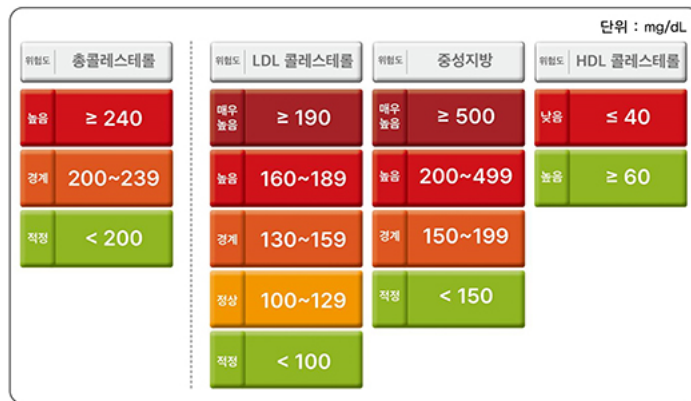 단위 : mg/dL
위험도 총콜레스테롤
높음 ≥ 240
경계 200~239
적정 < 200
위험도 LDL 콜레스테롤
매우 높음 ≥ 190
높음 160~189
경계 130~159
정상 100~129
적정 < 100
위험도 중성지방
매우 높음 ≥ 500
높음 200~499
경계 150~199
적정 < 150
위험도 HDL 콜레스테롤
낮음 ≤ 40
높음 ≥ 60